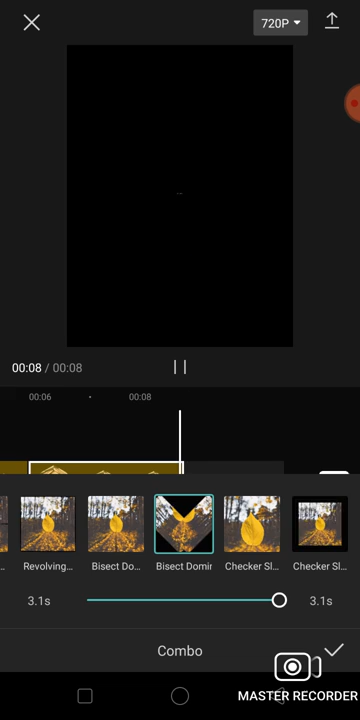 720P
00:08 / 00:08
00:06
00:08
Revolving...
Bisect Do...
Bisect Domir
Checker Sl...
Checker Sl...
3.1s
3.1s
Combo
MASTER RECORDER